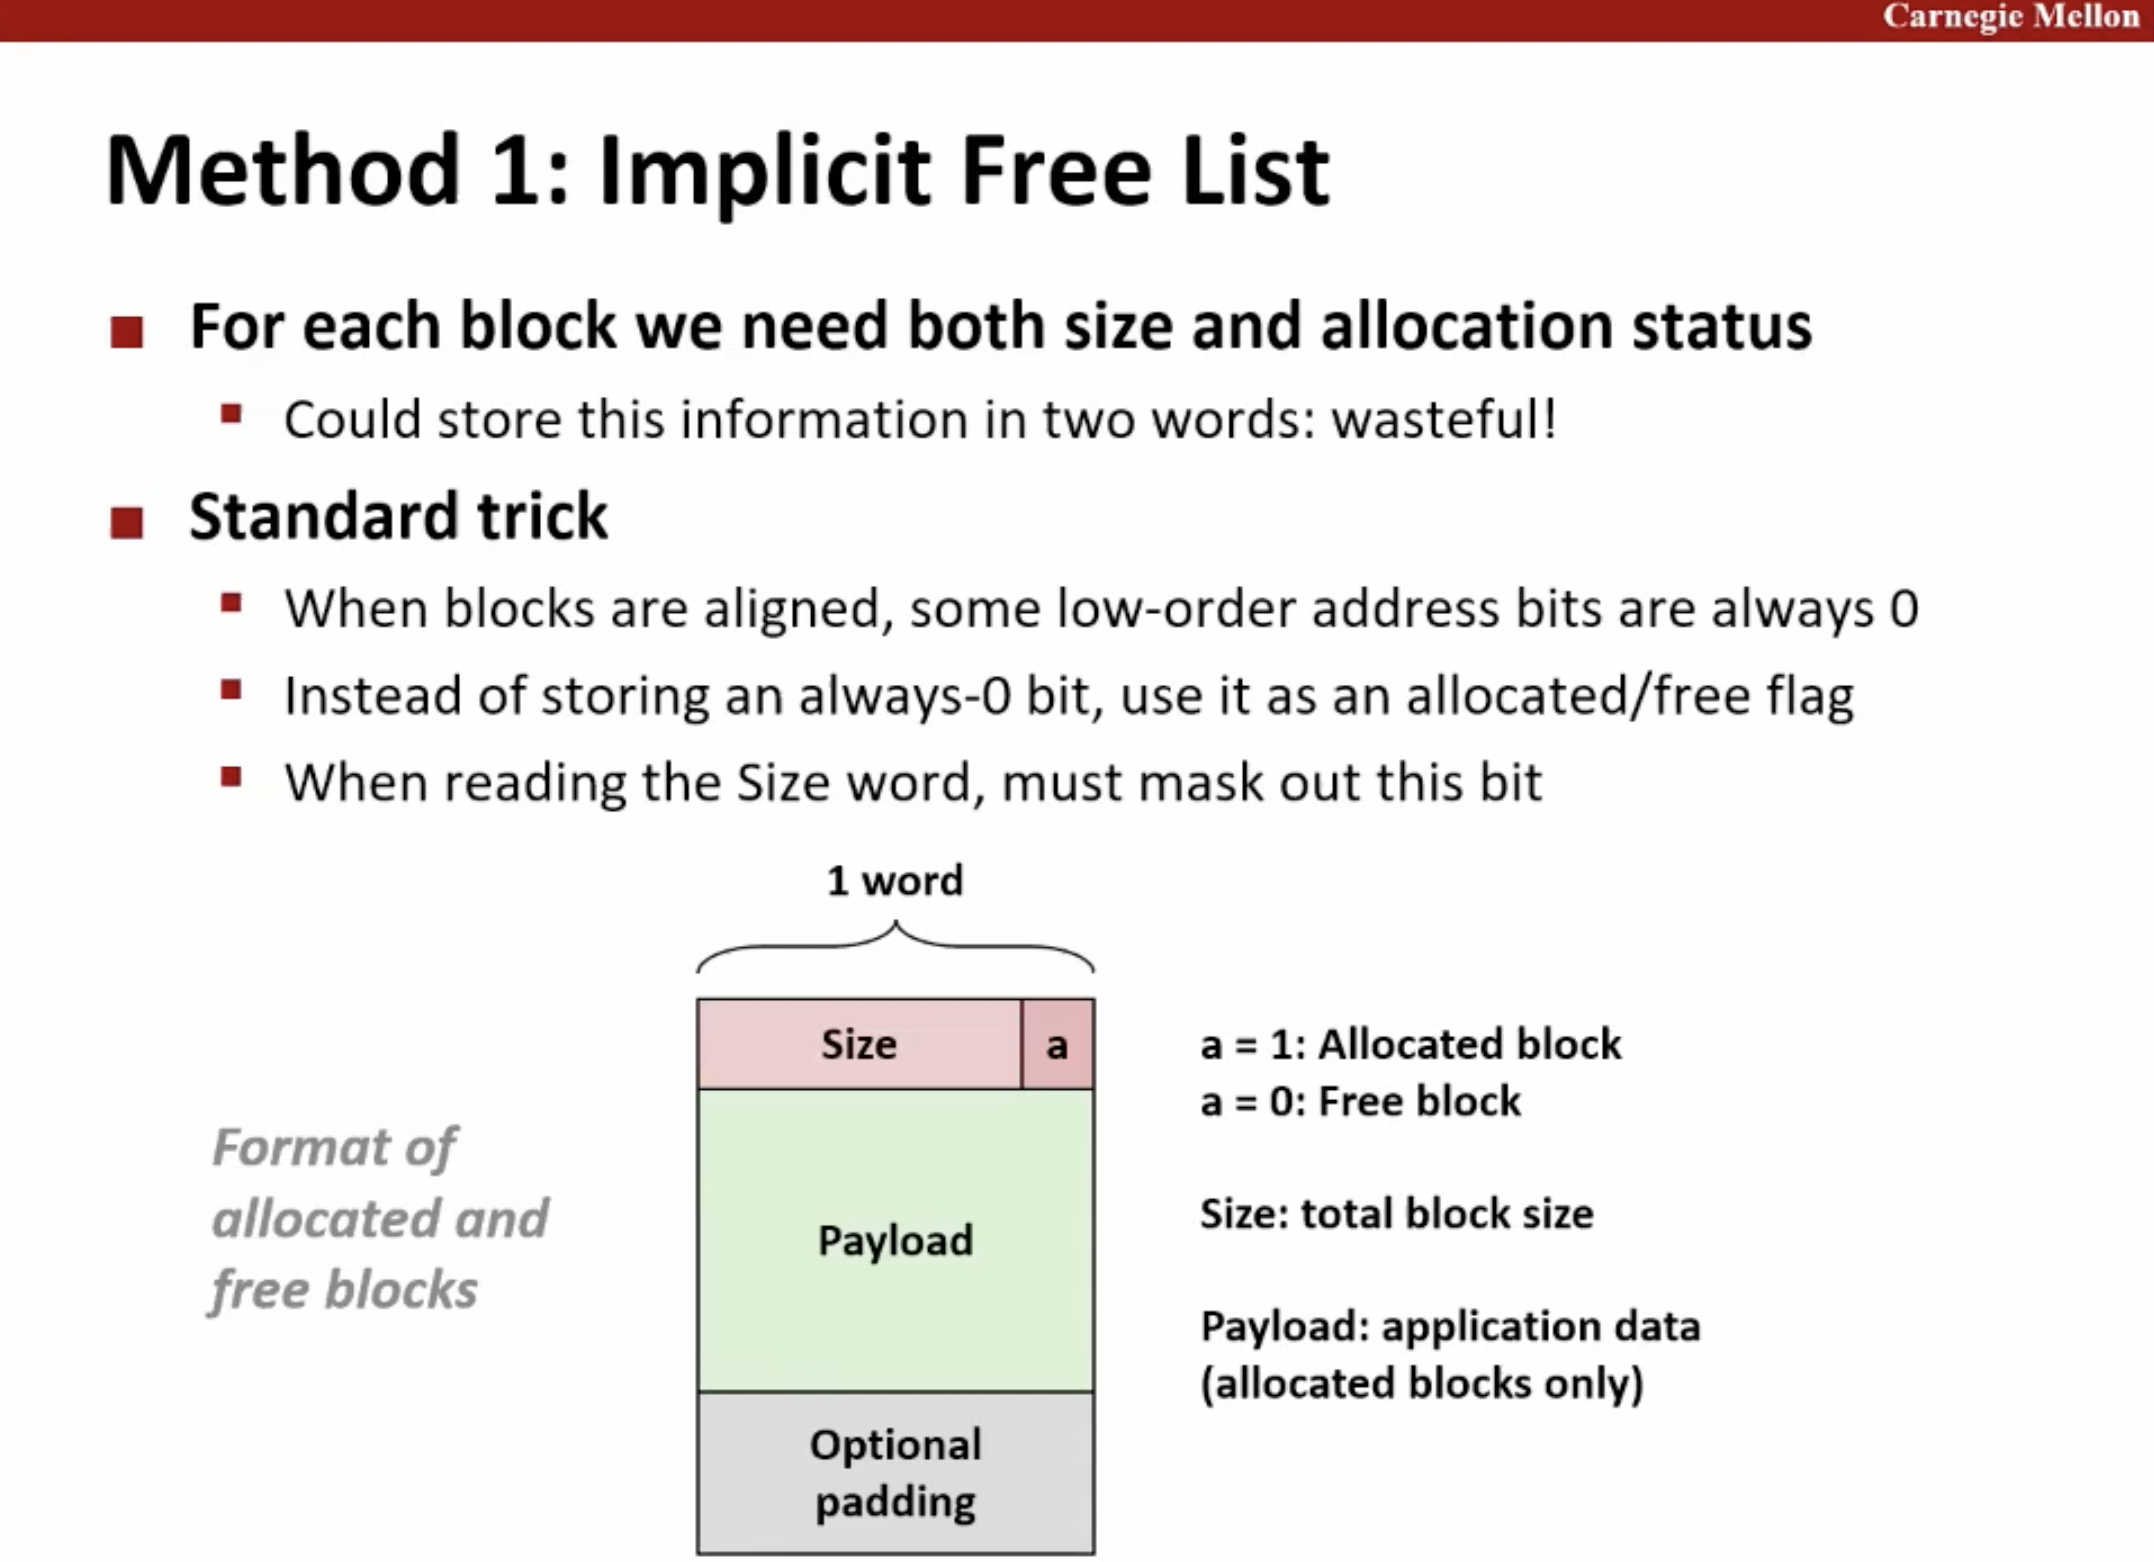 Carnegie Mellon
Method 1: Implicit Free List
For each block we need both size and allocation status
Could store this information in two words: wasteful!
Standard trick
When blocks are aligned, some low-order address bits are always 0
Instead of storing an always-0 bit, use it as an allocated/free flag
When reading the Size word, must mask out this bit
1 word
Size a
a = 1: Allocated block
a = 0: Free block
Format of
allocated and
free blocks
Payload
Size: total block size
Payload: application data
(allocated blocks only)
Optional
padding